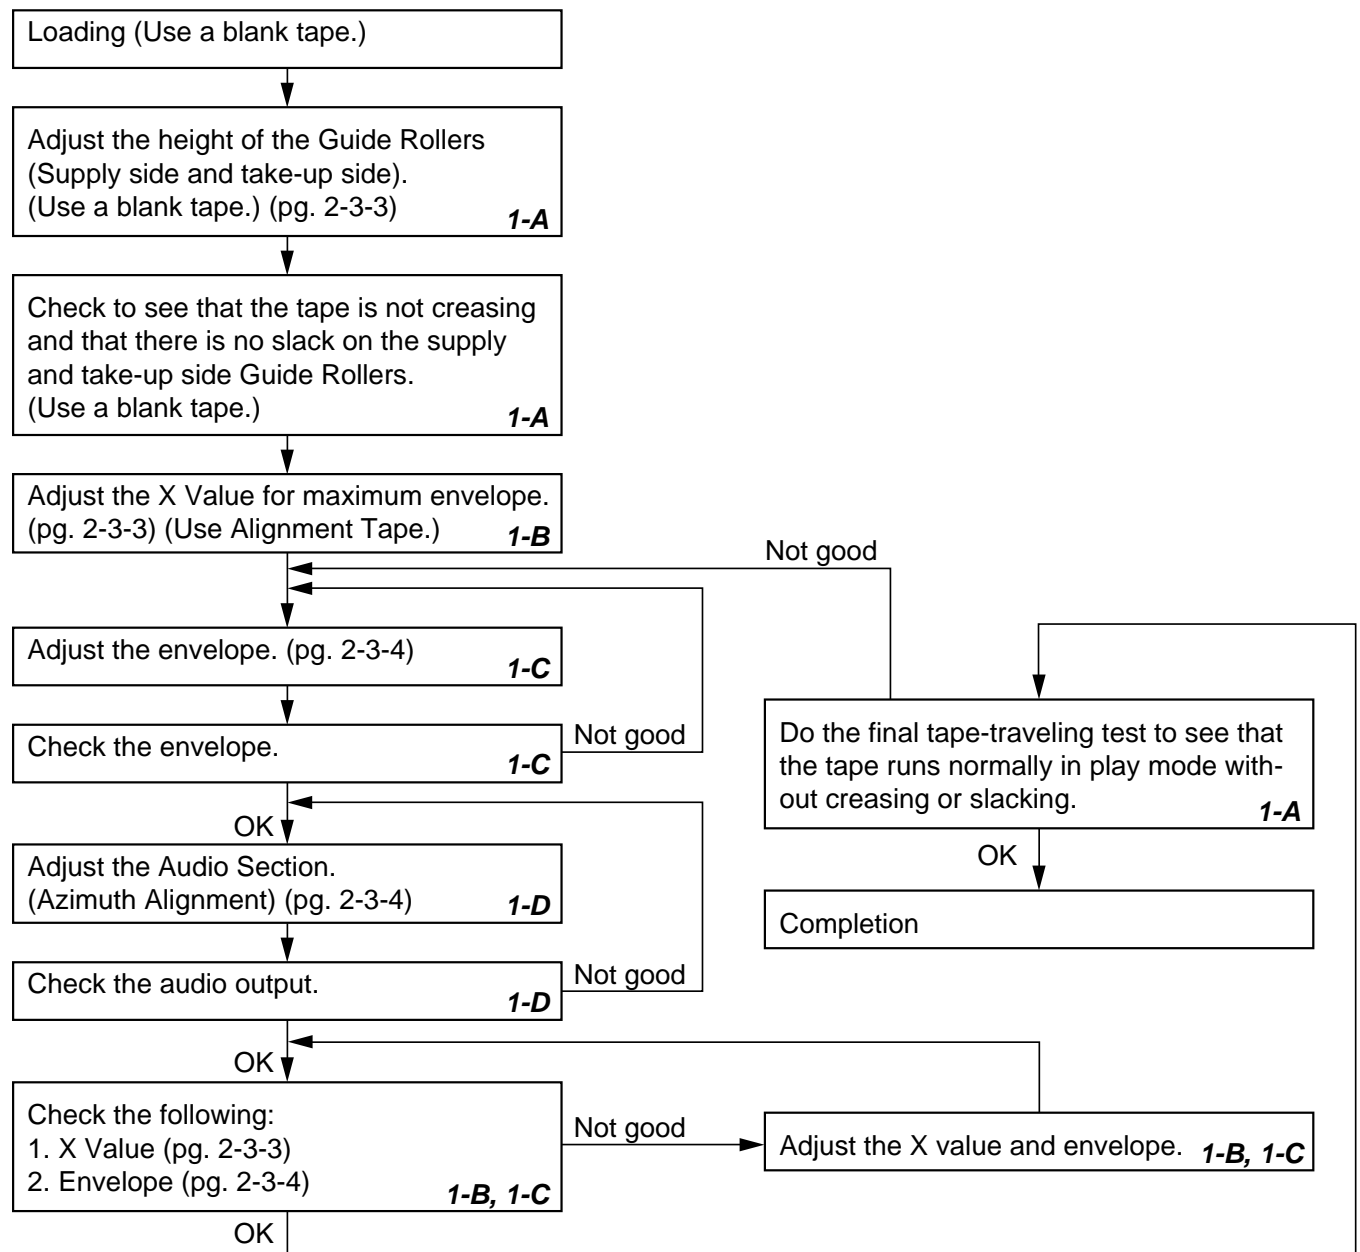 Loading (Use a blank tape.)
Adjust the height of the Guide Rollers
(Supply side and take-up side).
(Use a blank tape.) (pg. 2-3-3)
1-A
Check to see that the tape is not creasing
and that there is no slack on the supply
and take-up side Guide Rollers.
(Use a blank tape.)
1-A
Adjust the X Value for maximum envelope.
(pg. 2-3-3) (Use Alignment Tape.)
1-B
Not good
Adjust the envelope. (pg. 2-3-4)
1-C
Check the envelope.
1-C
Not good
OK
Adjust the Audio Section.
(Azimuth Alignment) (pg. 2-3-4)
1-D
Check the audio output.
1-D
Not good
OK
Check the following:
1. X Value (pg. 2-3-3)
2. Envelope (pg. 2-3-4)
1-B, 1-C
Not good
Adjust the X value and envelope.
1-B, 1-C
OK
Do the final tape-traveling test to see that
the tape runs normally in play mode with-
out creasing or slacking.
1-A
OK
Completion